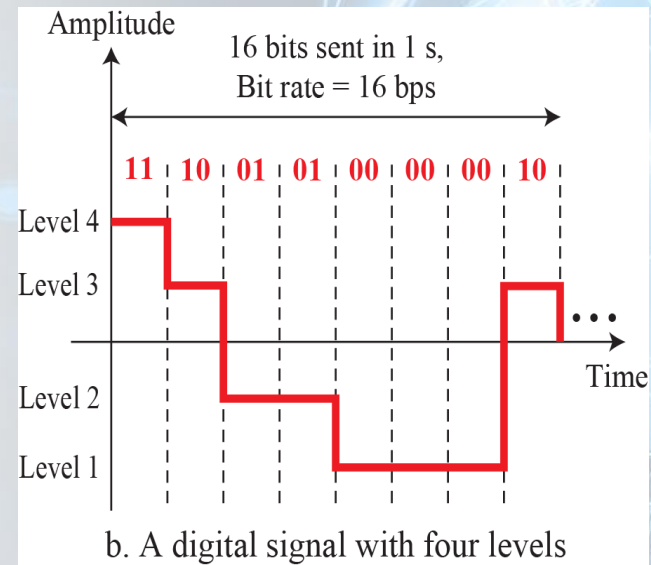 Amplitude
16 bits sent in 1 s,
Bit rate = 16 bps
11 10 01 01 00 00 00 10
Level 4
Level 3
...
Time
Level 2
Level 1
b. A digital signal with four levels